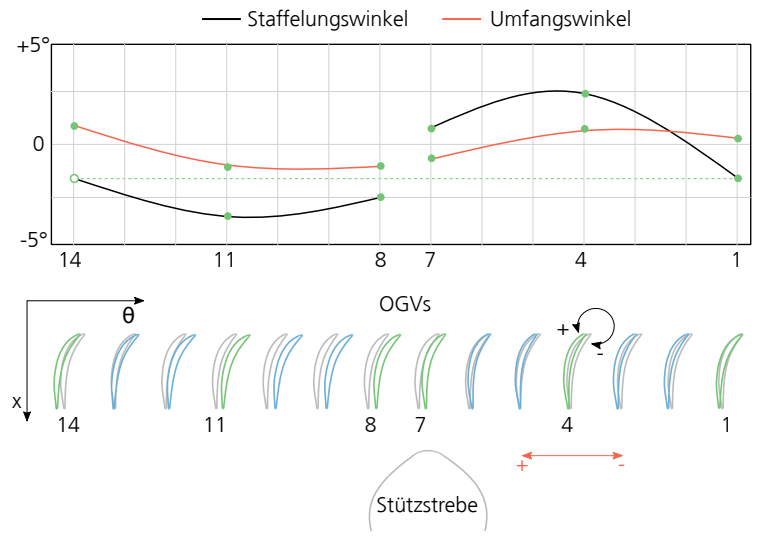 Staffelungswinkel Umfangswinkel
+5°
0
-5°
14 11 8 7 4 1
θ OGVs
+
-
x
14 11 8 7 4 1
+ -
Stützstrebe